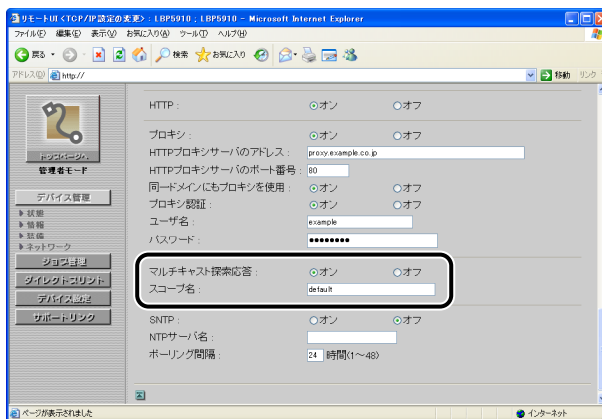 リモートUI <TCP/IP設定の変更> : LBP5910 ; LBP5910 - Microsoft Internet Explorer
ファイル(F) 編集(E) 表示(V) お気に入り(A) ツール(T) ヘルプ(H)
戻る 検索 お気に入り
アドレス(D) http:// 移動 リンク
トップページへ
管理者モード
デバイス管理
状態
情報
装備
ネットワーク
ジョブ管理
ダイレクトプリント
デバイス設定
サポートリンク
HTTP : オン オフ
プロキシ : オン オフ
HTTPプロキシサーバのアドレス : proxy.example.co.jp
HTTPプロキシサーバのポート番号 : 80
同一ドメインにもプロキシを使用 : オン オフ
プロキシ認証 : オン オフ
ユーザ名 : example
パスワード : ●●●●●●●●
マルチキャスト探索応答 : オン オフ
スコープ名 : default
SNTP : オン オフ
NTPサーバ名 :
ポーリング間隔 : 24 時間(1～48)
ページが表示されました インターネット